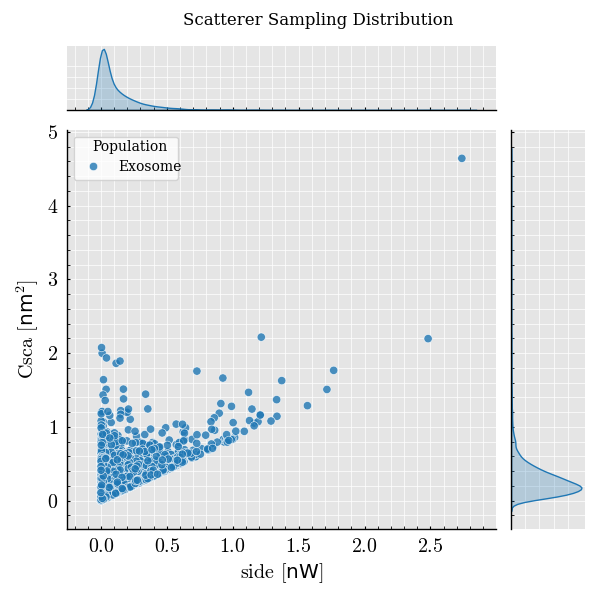 Scatterer Sampling Distribution
Population
Exosome
5
4
3
2
1
0
Csca [nm²]
0.0 0.5 1.0 1.5 2.0 2.5
side [nW]